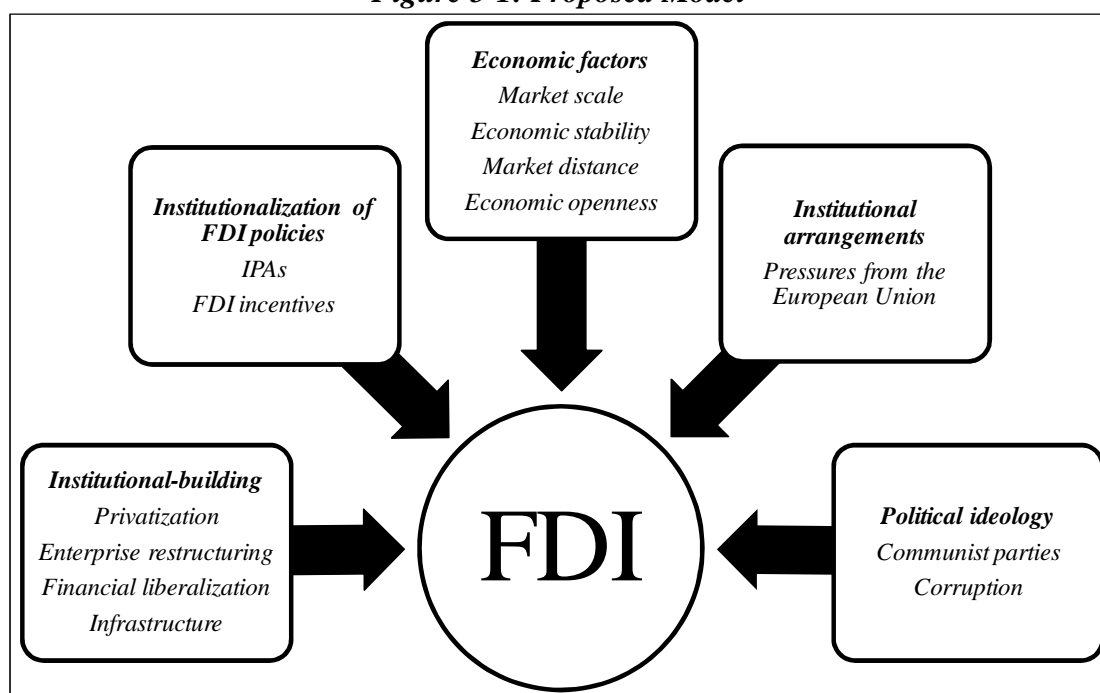 Figure 3-1: Proposed Model
Economic factors
Market scale
Economic stability
Market distance
Economic openness
Institutionalization of
FDI policies
IPAs
FDI incentives
Institutional
arrangements
Pressures from the
European Union
Institutional-building
Privatization
Enterprise restructuring
Financial liberalization
Infrastructure
FDI
Political ideology
Communist parties
Corruption